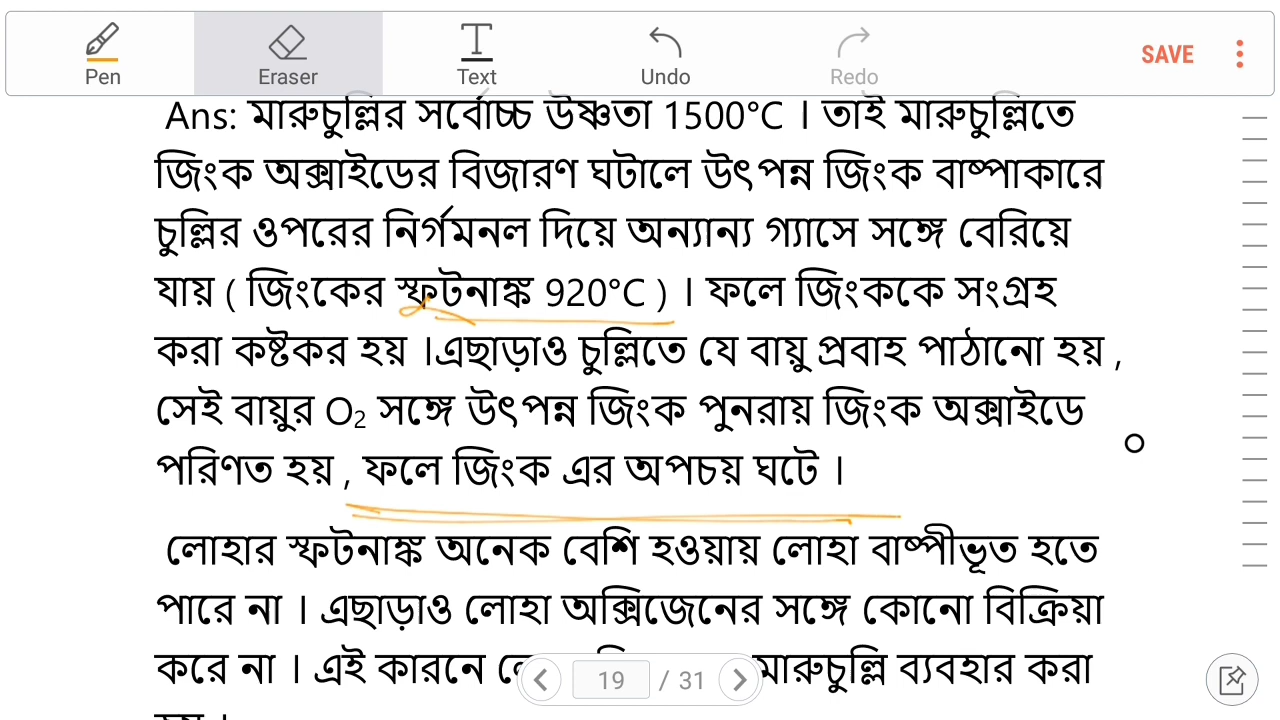 Pen
Eraser
Text
Undo
Redo
SAVE
Ans: মারুচুল্লির সর্বোচ্চ উষ্ণতা 1500°C । তাই মারুচুল্লিতে
জিংক অক্সাইডের বিজারণ ঘটালে উৎপন্ন জিংক বাষ্পাকারে
চুল্লির ওপরের নির্গমনল দিয়ে অন্যান্য গ্যাসে সঙ্গে বেরিয়ে
যায় ( জিংকের স্ফটনাঙ্ক 920°C ) । ফলে জিংককে সংগ্রহ
করা কষ্টকর হয় ।এছাড়াও চুল্লিতে যে বায়ু প্রবাহ পাঠানো হয় ,
সেই বায়ুর O₂ সঙ্গে উৎপন্ন জিংক পুনরায় জিংক অক্সাইডে
পরিণত হয় , ফলে জিংক এর অপচয় ঘটে ।
লোহার স্ফটনাঙ্ক অনেক বেশি হওয়ায় লোহা বাষ্পীভূত হতে
পারে না । এছাড়াও লোহা অক্সিজেনের সঙ্গে কোনো বিক্রিয়া
করে না । এই কারনে মারুচুল্লি ব্যবহার করা
19 / 31